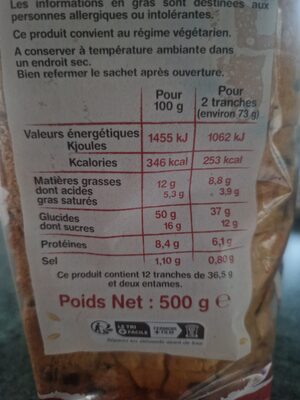 Les informations en gras sont destinées aux
personnes allergiques ou intolérantes.
Ce produit convient au régime végétarien.
A conserver à température ambiante dans
un endroit sec.
Bien refermer le sachet après ouverture.
Pour 100 g
Pour 2 tranches (environ 73 g)
Valeurs énergétiques
Kjoules 1455 kJ 1062 kJ
Kcalories 346 kcal 253 kcal
Matières grasses 12 g 8,8 g
dont acides gras saturés 5,3 g 3,9 g
Glucides 50 g 37 g
dont sucres 16 g 12 g
Protéines 8,4 g 6,1 g
Sel 1,10 g 0,80 g
Ce produit contient 12 tranches de 36,5 g
et deux entames.
Poids Net : 500 g e
LE TRI
+ FACILE